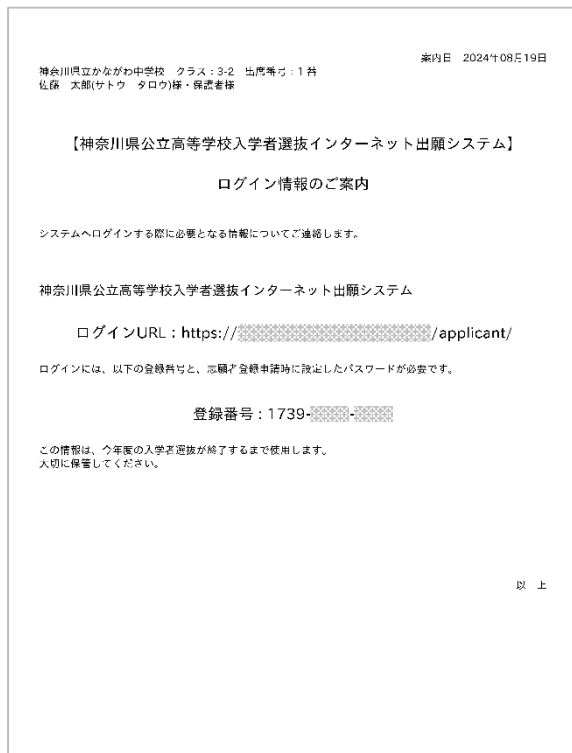 案内日　2024年08月19日
神奈川県立かながわ中学校　クラス：3-2　出席番号：1 番
佐藤　太郎(サトウ　タロウ)様・保護者様
【神奈川県公立高等学校入学者選抜インターネット出願システム】
ログイン情報のご案内
システムへログインする際に必要となる情報についてご連絡します。
神奈川県公立高等学校入学者選抜インターネット出願システム
ログインURL：https:///applicant/
ログインには、以下の登録番号と、志願者登録申請時に設定したパスワードが必要です。
登録番号：1739--
この情報は、今年度の入学者選抜が終了するまで使用します。
大切に保管してください。
以　上